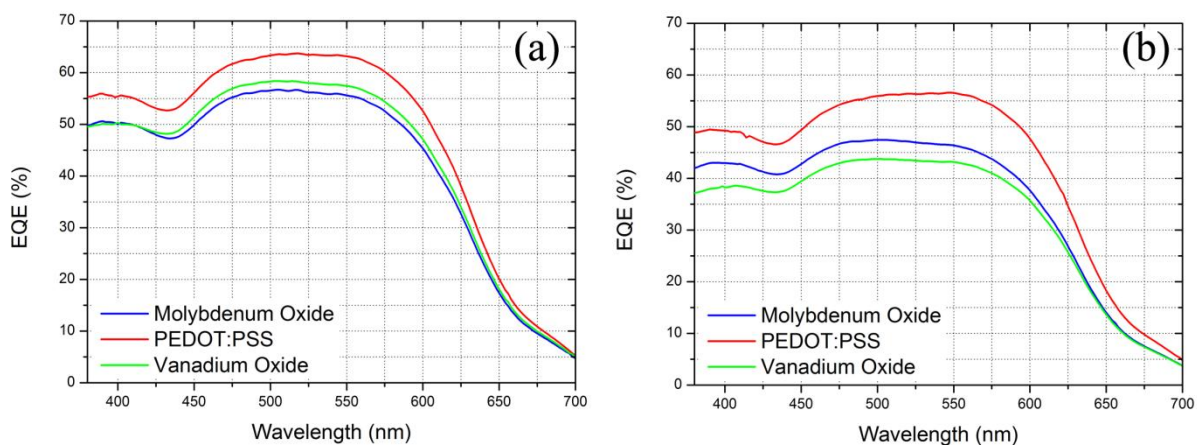 (a)
EQE (%)
70
60
50
40
30
20
10
0
Molybdenum Oxide
PEDOT:PSS
Vanadium Oxide
400 450 500 550 600 650 700
Wavelength (nm)
(b)
EQE (%)
70
60
50
40
30
20
10
0
Molybdenum Oxide
PEDOT:PSS
Vanadium Oxide
400 450 500 550 600 650 700
Wavelength (nm)